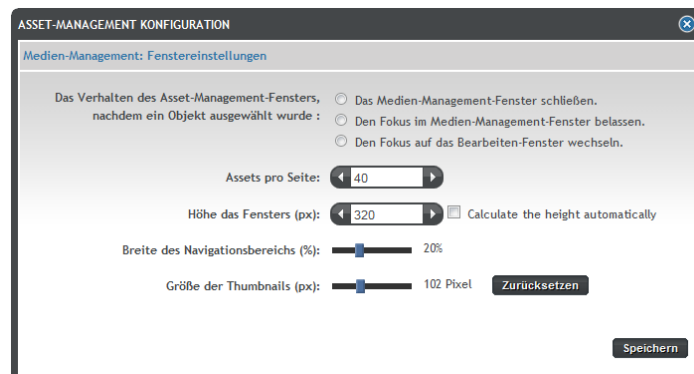 ASSET-MANAGEMENT KONFIGURATION
Medien-Management: Fenstereinstellungen
Das Verhalten des Asset-Management-Fensters,
nachdem ein Objekt ausgewählt wurde :
Das Medien-Management-Fenster schließen.
Den Fokus im Medien-Management-Fenster belassen.
Den Fokus auf das Bearbeiten-Fenster wechseln.
Assets pro Seite: 40
Höhe das Fensters (px): 320 Calculate the height automatically
Breite des Navigationsbereichs (%): 20%
Größe der Thumbnails (px): 102 Pixel Zurücksetzen
Speichern